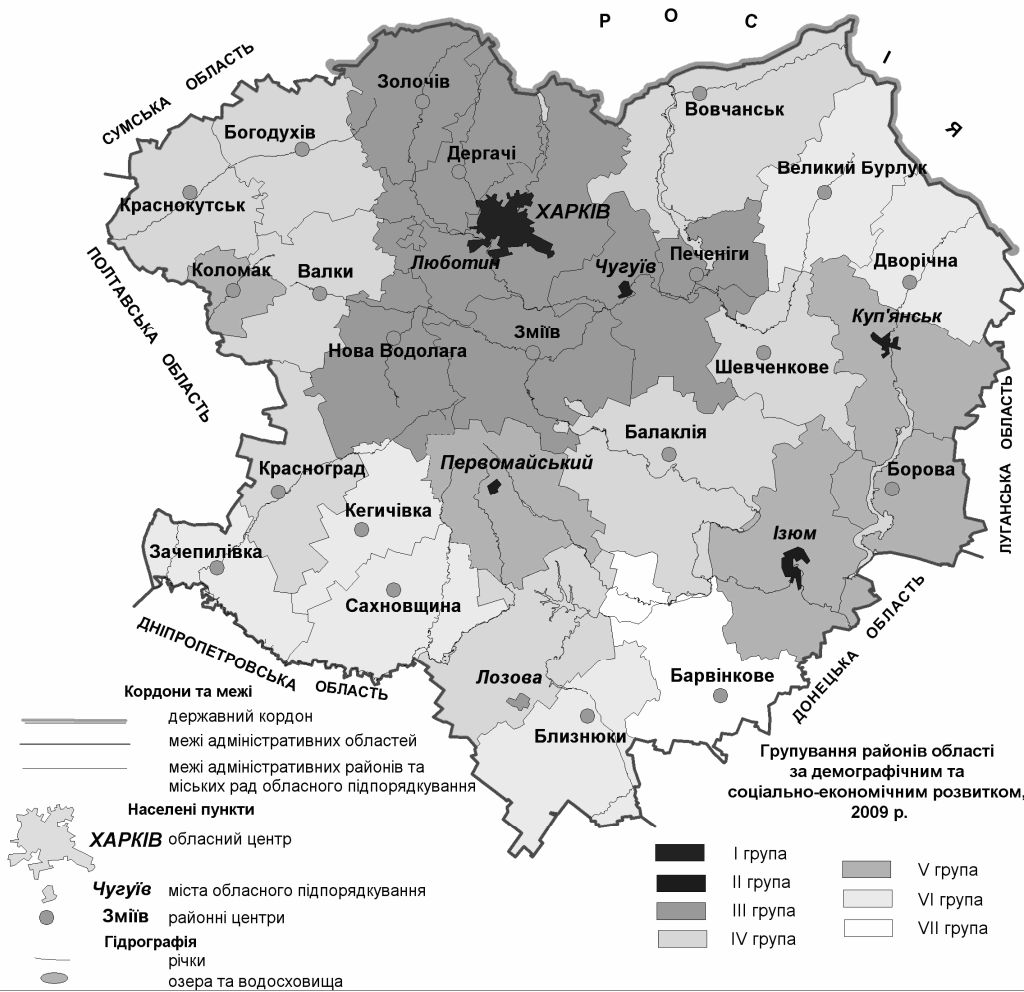 Р О С І Я
СУМСЬКА ОБЛАСТЬ
Золочів
Вовчанськ
Богодухів
Дергачі
Великий Бурлук
Краснокутськ
ХАРКІВ
Люботин
Чугуїв
Печеніги
Дворічна
Коломак
Валки
ПОЛТАВСЬКА ОБЛАСТЬ
Куп'янськ
Нова Водолага
Зміїв
Шевченкове
ЛУГАНСЬКА ОБЛАСТЬ
Балаклія
Красноград
Первомайський
Борова
Кегичівка
Ізюм
Зачепилівка
Сахновщина
ДНІПРОПЕТРОВСЬКА ОБЛАСТЬ
ДОНЕЦЬКА ОБЛАСТЬ
Лозова
Барвінкове
Близнюки
Кордони та межі
державний кордон
межі адміністративних областей
межі адміністративних районів та
міських рад обласного підпорядкування
Населені пункти
ХАРКІВ обласний центр
Чугуїв міста обласного підпорядкування
Зміїв районні центри
Гідрографія
річки
озера та водосховища
Групування районів області
за демографічним та
соціально-економічним розвитком,
2009 р.
І група
ІІ група
ІІІ група
IV група
V група
VI група
VII група